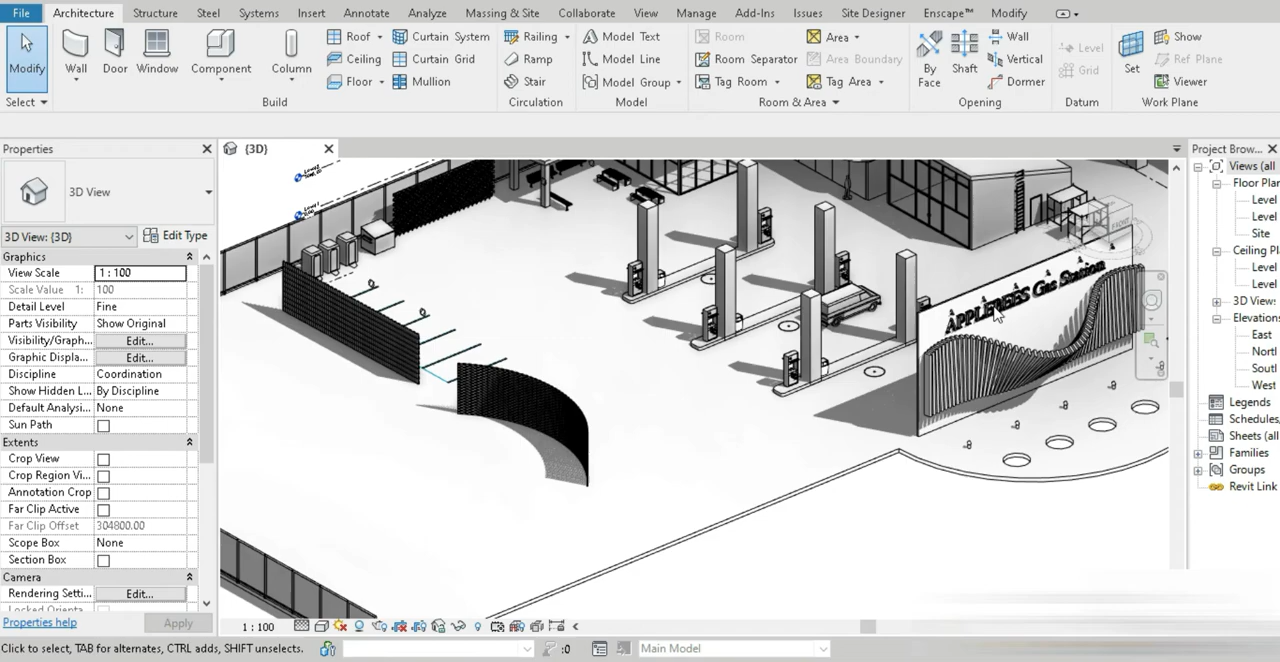 File Architecture Structure Steel Systems Insert Annotate Analyze Massing & Site Collaborate View Manage Add-Ins Issues Site Designer Enscape™ Modify
Modify
Select
Wall
Door
Window
Component
Column
Roof
Ceiling
Floor
Curtain System
Curtain Grid
Mullion
Build
Railing
Ramp
Stair
Circulation
Model Text
Model Line
Model Group
Model
Room
Room Separator
Tag Room
Area
Area Boundary
Tag Area
Room & Area
By
Face
Shaft
Wall
Vertical
Dormer
Opening
Level
Grid
Datum
Set
Show
Ref Plane
Viewer
Work Plane
Properties
3D View
3D View: {3D}
Edit Type
Graphics
View Scale 1 : 100
Scale Value 1: 100
Detail Level Fine
Parts Visibility Show Original
Visibility/Graph... Edit...
Graphic Displa... Edit...
Discipline Coordination
Show Hidden L... By Discipline
Default Analysi... None
Sun Path
Extents
Crop View
Crop Region Vi...
Annotation Crop
Far Clip Active
Far Clip Offset 304800.00
Scope Box None
Section Box
Camera
Rendering Setti... Edit...
Properties help
Apply
{3D}
APPLEBEES Gas Station
FRONT
Project Brow...
Views (all
Floor Plan
Level
Level
Site
Ceiling Pl
Level
Level
3D Views
Elevations
East
North
South
West
Legends
Schedules,
Sheets (all
Families
Groups
Revit Link
1 : 100
Click to select, TAB for alternates, CTRL adds, SHIFT unselects.
:0
Main Model